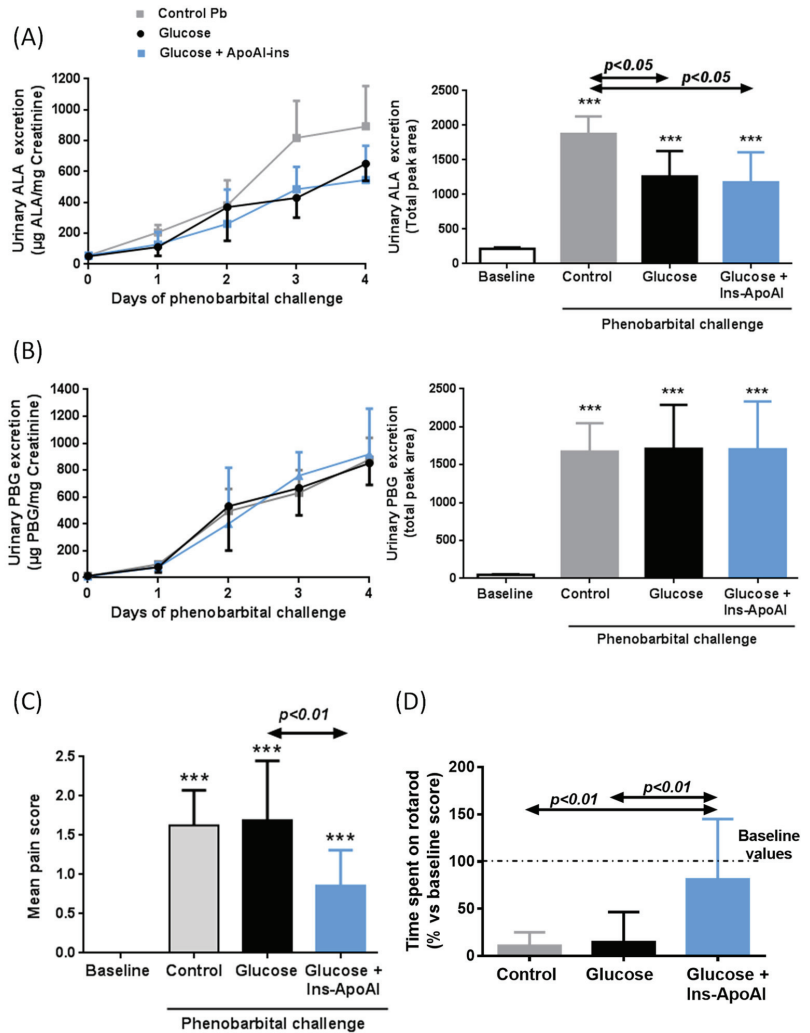 (A)
Control Pb
Glucose
Glucose + ApoAI-ins
Urinary ALA excretion
(µg ALA/mg Creatinine)
1200
1000
800
600
400
200
0
0 1 2 3 4
Days of phenobarbital challenge
p<0.05
p<0.05
Urinary ALA excretion
(Total peak area)
2500
2000
1500
1000
500
0
*** *** ***
Baseline Control Glucose Glucose +
Ins-ApoAI
Phenobarbital challenge
(B)
Urinary PBG excretion
(µg PBG/mg Creatinine)
1400
1200
1000
800
600
400
200
0
0 1 2 3 4
Days of phenobarbital challenge
Urinary PBG excretion
(total peak area)
2500
2000
1500
1000
500
0
*** *** ***
Baseline Control Glucose Glucose +
Ins-ApoAI
Phenobarbital challenge
(C)
p<0.01
Mean pain score
2.5
2.0
1.5
1.0
0.5
0.0
*** *** ***
Baseline Control Glucose Glucose +
Ins-ApoAI
Phenobarbital challenge
(D)
Time spent on rotarod
(% vs baseline score)
200
150
100
50
0
p<0.01
p<0.01
Baseline
values
Control Glucose Glucose +
Ins-ApoAI